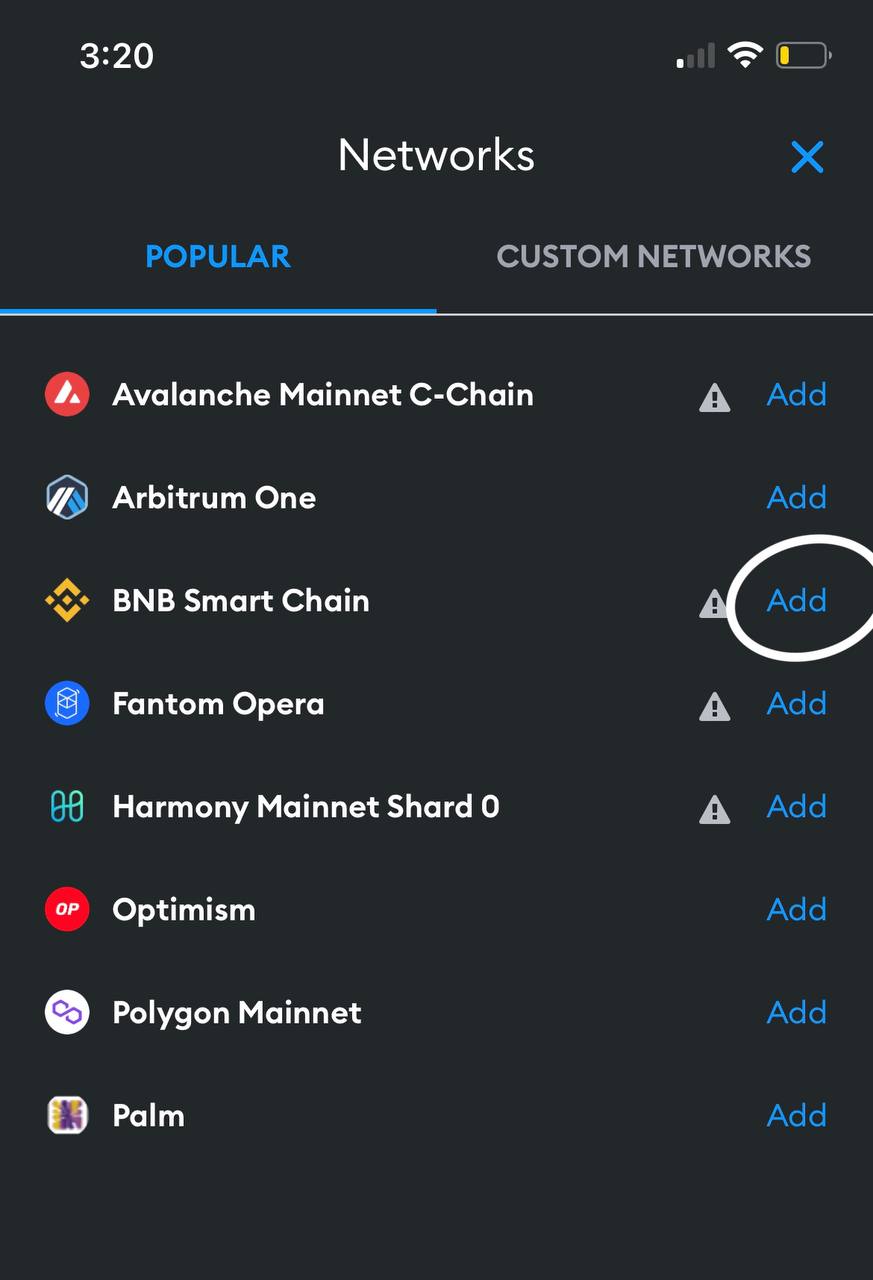 3:20
Networks
POPULAR CUSTOM NETWORKS
Avalanche Mainnet C-Chain Add
Arbitrum One Add
BNB Smart Chain Add
Fantom Opera Add
Harmony Mainnet Shard 0 Add
OP Optimism Add
Polygon Mainnet Add
Palm Add